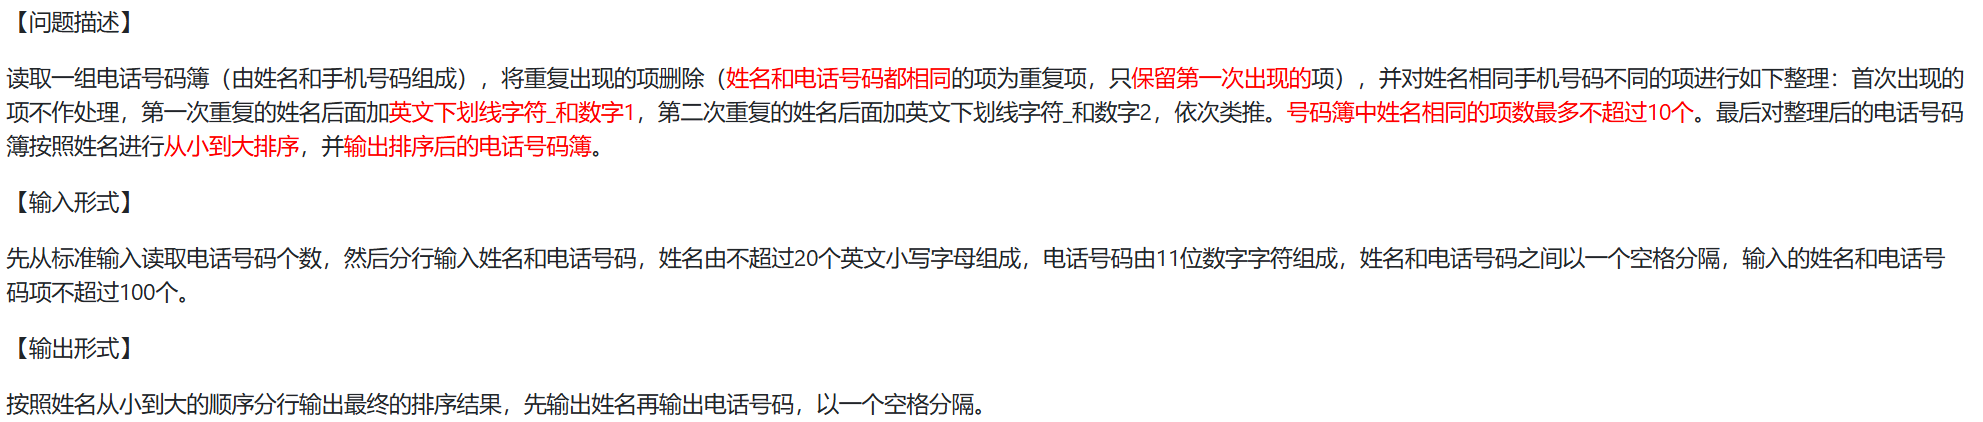 【问题描述】
读取一组电话号码簿（由姓名和手机号码组成），将重复出现的项删除（姓名和电话号码都相同的项为重复项，只保留第一次出现的项），并对姓名相同手机号码不同的项进行如下整理：首次出现的
项不作处理，第一次重复的姓名后面加英文下划线字符_和数字1，第二次重复的姓名后面加英文下划线字符_和数字2，依次类推。号码簿中姓名相同的项数最多不超过10个。最后对整理后的电话号码
簿按照姓名进行从小到大排序，并输出排序后的电话号码簿。
【输入形式】
先从标准输入读取电话号码个数，然后分行输入姓名和电话号码，姓名由不超过20个英文小写字母组成，电话号码由11位数字字符组成，姓名和电话号码之间以一个空格分隔，输入的姓名和电话号
码项不超过100个。
【输出形式】
按照姓名从小到大的顺序分行输出最终的排序结果，先输出姓名再输出电话号码，以一个空格分隔。